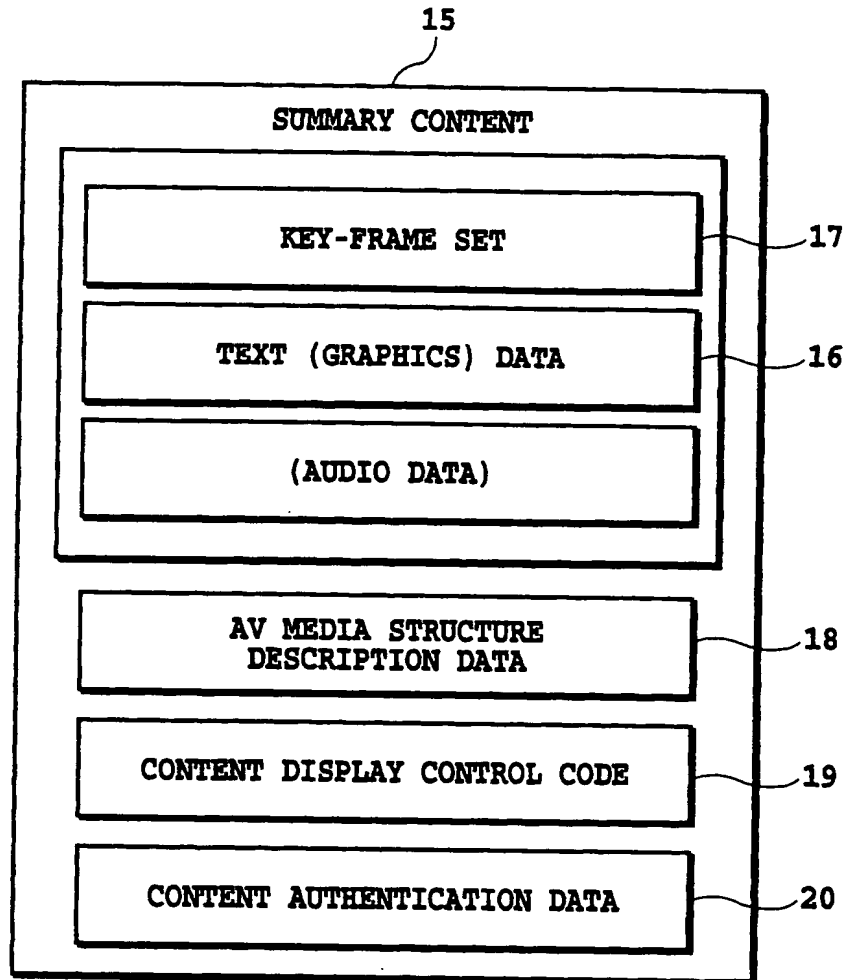 15
SUMMARY CONTENT
KEY-FRAME SET
17
TEXT (GRAPHICS) DATA
16
(AUDIO DATA)
AV MEDIA STRUCTURE
DESCRIPTION DATA
18
CONTENT DISPLAY CONTROL CODE
19
CONTENT AUTHENTICATION DATA
20